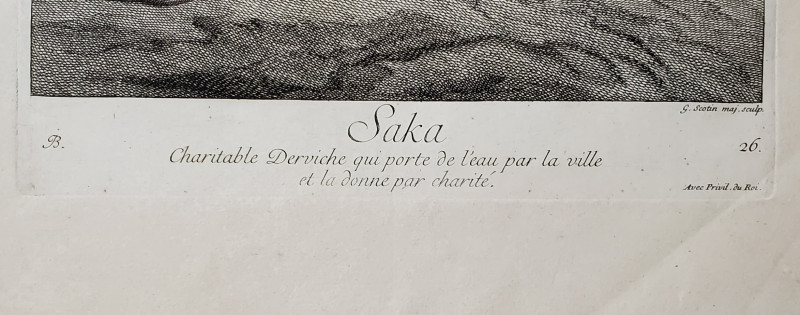 G. Scotin maj. sculp.
Saka
B.
26.
Charitable Derviche qui porte de l'eau par la ville
et la donne par charité.
Avec Privil. du Roi.